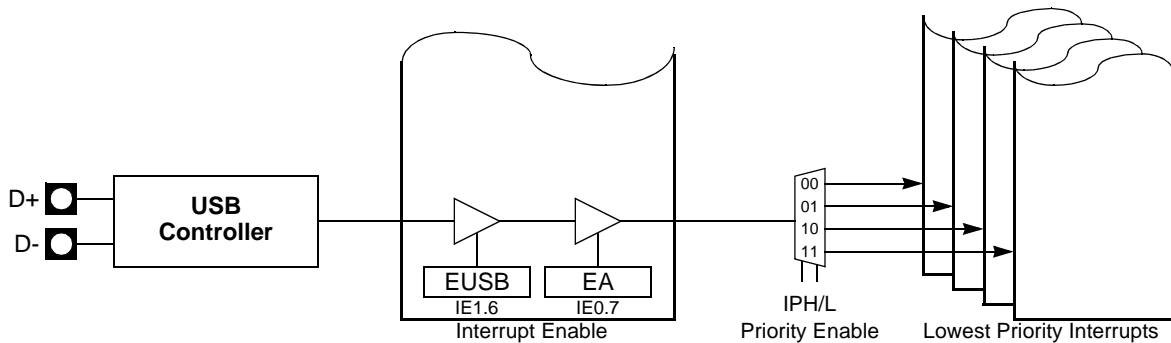 D+
D-
USB
Controller
EUSB
IE1.6
EA
IE0.7
Interrupt Enable
00
01
10
11
IPH/L
Priority Enable
Lowest Priority Interrupts